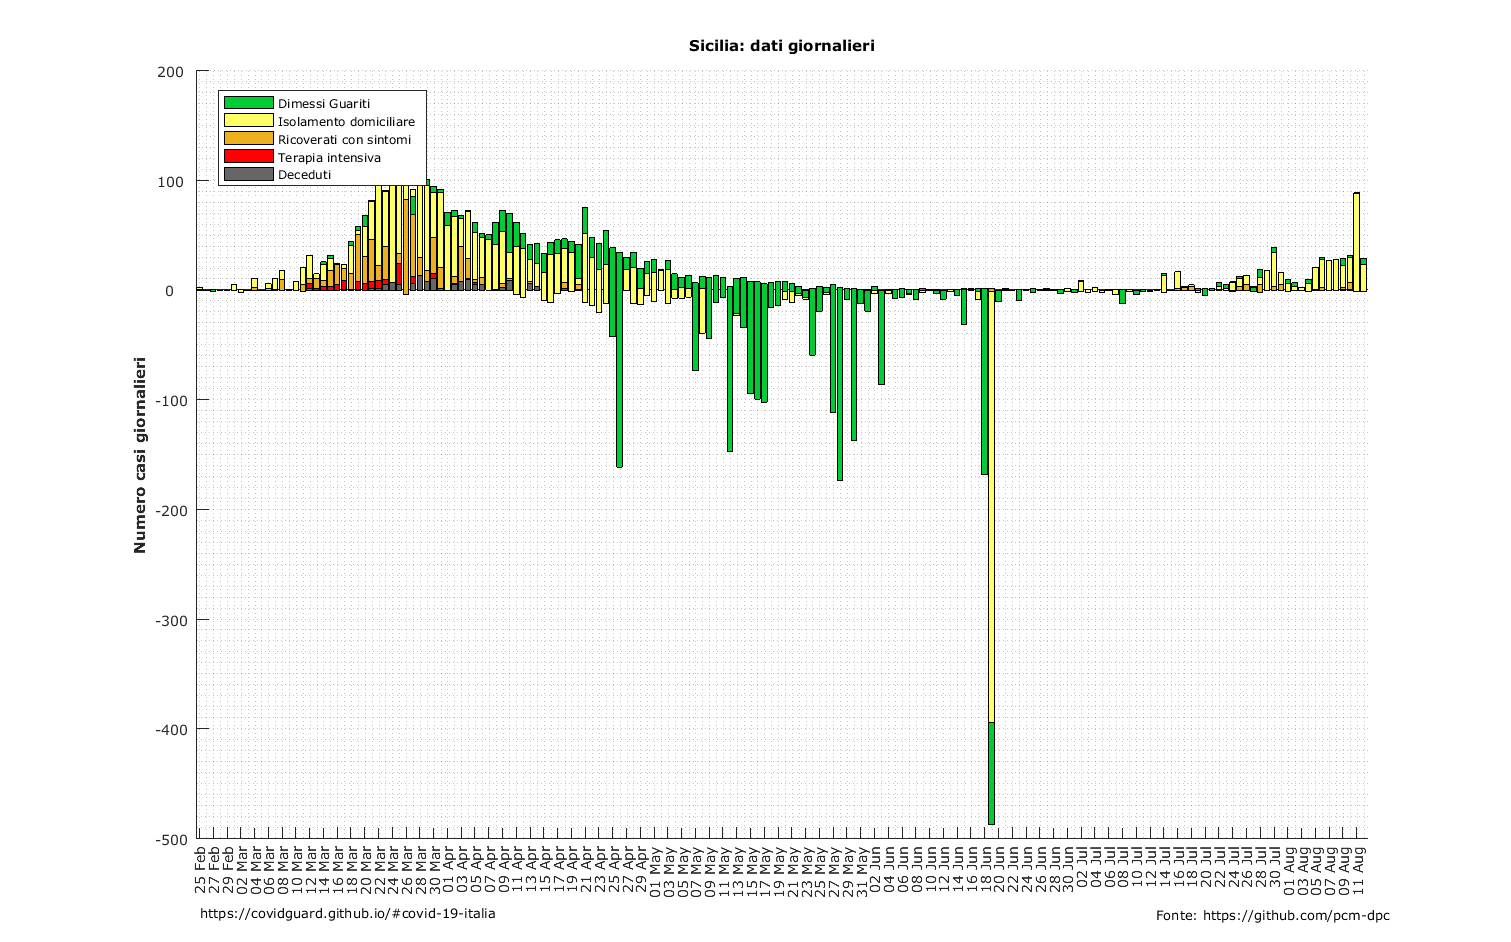 Sicilia: dati giornalieri
200
100
0
-100
-200
-300
-400
-500
Numero casi giornalieri
Dimessi Guariti
Isolamento domiciliare
Ricoverati con sintomi
Terapia intensiva
Deceduti
25 Feb
27 Feb
29 Feb
02 Mar
04 Mar
06 Mar
08 Mar
10 Mar
12 Mar
14 Mar
16 Mar
18 Mar
20 Mar
22 Mar
24 Mar
26 Mar
28 Mar
30 Mar
01 Apr
03 Apr
05 Apr
07 Apr
09 Apr
11 Apr
13 Apr
15 Apr
17 Apr
19 Apr
21 Apr
23 Apr
25 Apr
27 Apr
29 Apr
01 May
03 May
05 May
07 May
09 May
11 May
13 May
15 May
17 May
19 May
21 May
23 May
25 May
27 May
29 May
31 May
02 Jun
04 Jun
06 Jun
08 Jun
10 Jun
12 Jun
14 Jun
16 Jun
18 Jun
20 Jun
22 Jun
24 Jun
26 Jun
28 Jun
30 Jun
02 Jul
04 Jul
06 Jul
08 Jul
10 Jul
12 Jul
14 Jul
16 Jul
18 Jul
20 Jul
22 Jul
24 Jul
26 Jul
28 Jul
30 Jul
01 Aug
03 Aug
05 Aug
07 Aug
09 Aug
11 Aug
https://covidguard.github.io/#covid-19-italia
Fonte: https://github.com/pcm-dpc